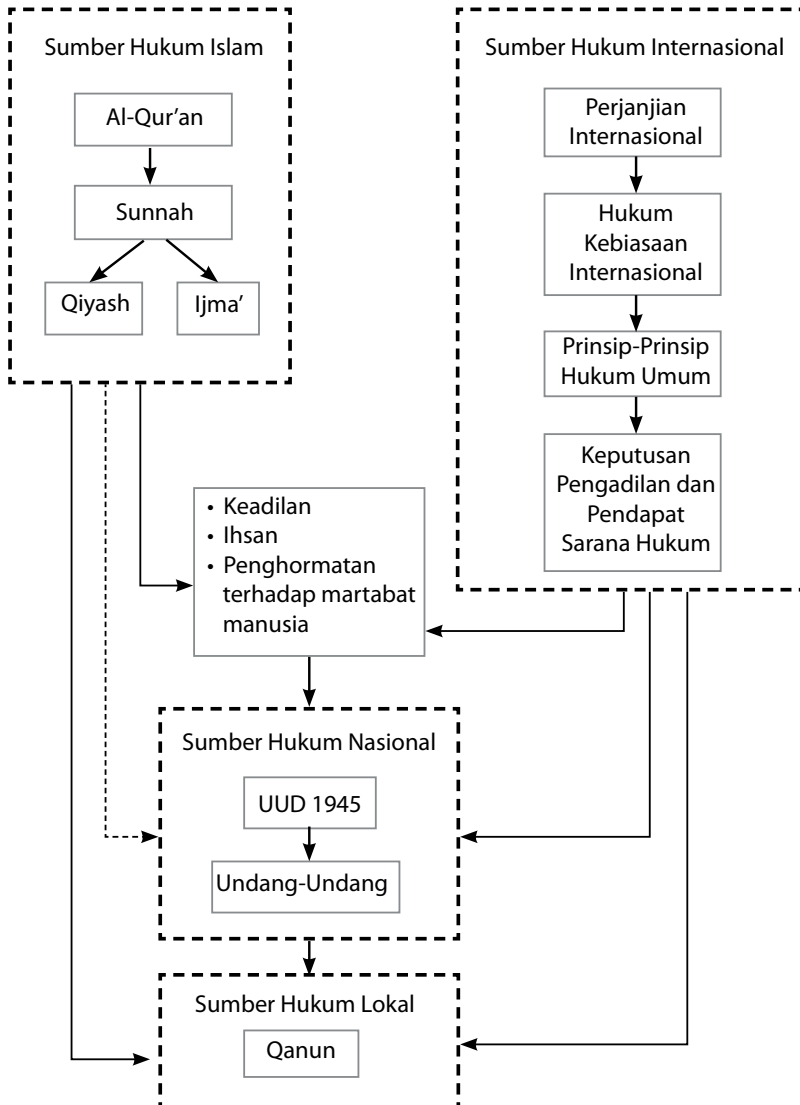 Sumber Hukum Islam
Al-Qur’an
Sunnah
Qiyash
Ijma’
Sumber Hukum Internasional
Perjanjian
Internasional
Hukum
Kebiasaan
Internasional
Prinsip-Prinsip
Hukum Umum
Keputusan
Pengadilan dan
Pendapat
Sarana Hukum
• Keadilan
• Ihsan
• Penghormatan
terhadap martabat
manusia
Sumber Hukum Nasional
UUD 1945
Undang-Undang
Sumber Hukum Lokal
Qanun